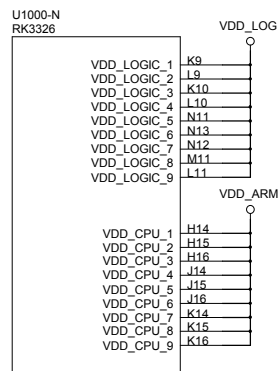 U1000-N
RK3326
VDD_LOG
VDD_LOGIC_1 K9
VDD_LOGIC_2 L9
VDD_LOGIC_3 K10
VDD_LOGIC_4 L10
VDD_LOGIC_5 N11
VDD_LOGIC_6 N13
VDD_LOGIC_7 N12
VDD_LOGIC_8 M11
VDD_LOGIC_9 L11
VDD_ARM
VDD_CPU_1 H14
VDD_CPU_2 H15
VDD_CPU_3 H16
VDD_CPU_4 J14
VDD_CPU_5 J15
VDD_CPU_6 J16
VDD_CPU_7 K14
VDD_CPU_8 K15
VDD_CPU_9 K16